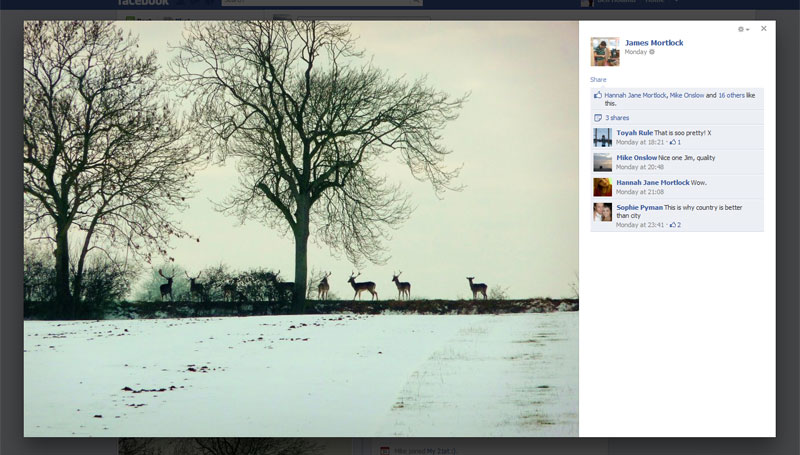 facebook
James Mortlock
Monday
Share
Hannah Jane Mortlock, Mike Onslow and 16 others like
this.
3 shares
Toyah Rule That is soo pretty! X
Monday at 18:21 · 1
Mike Onslow Nice one Jim, quality
Monday at 20:48
Hannah Jane Mortlock Wow.
Monday at 21:08
Sophie Pyman This is why country is better
than city
Monday at 23:41 · 2